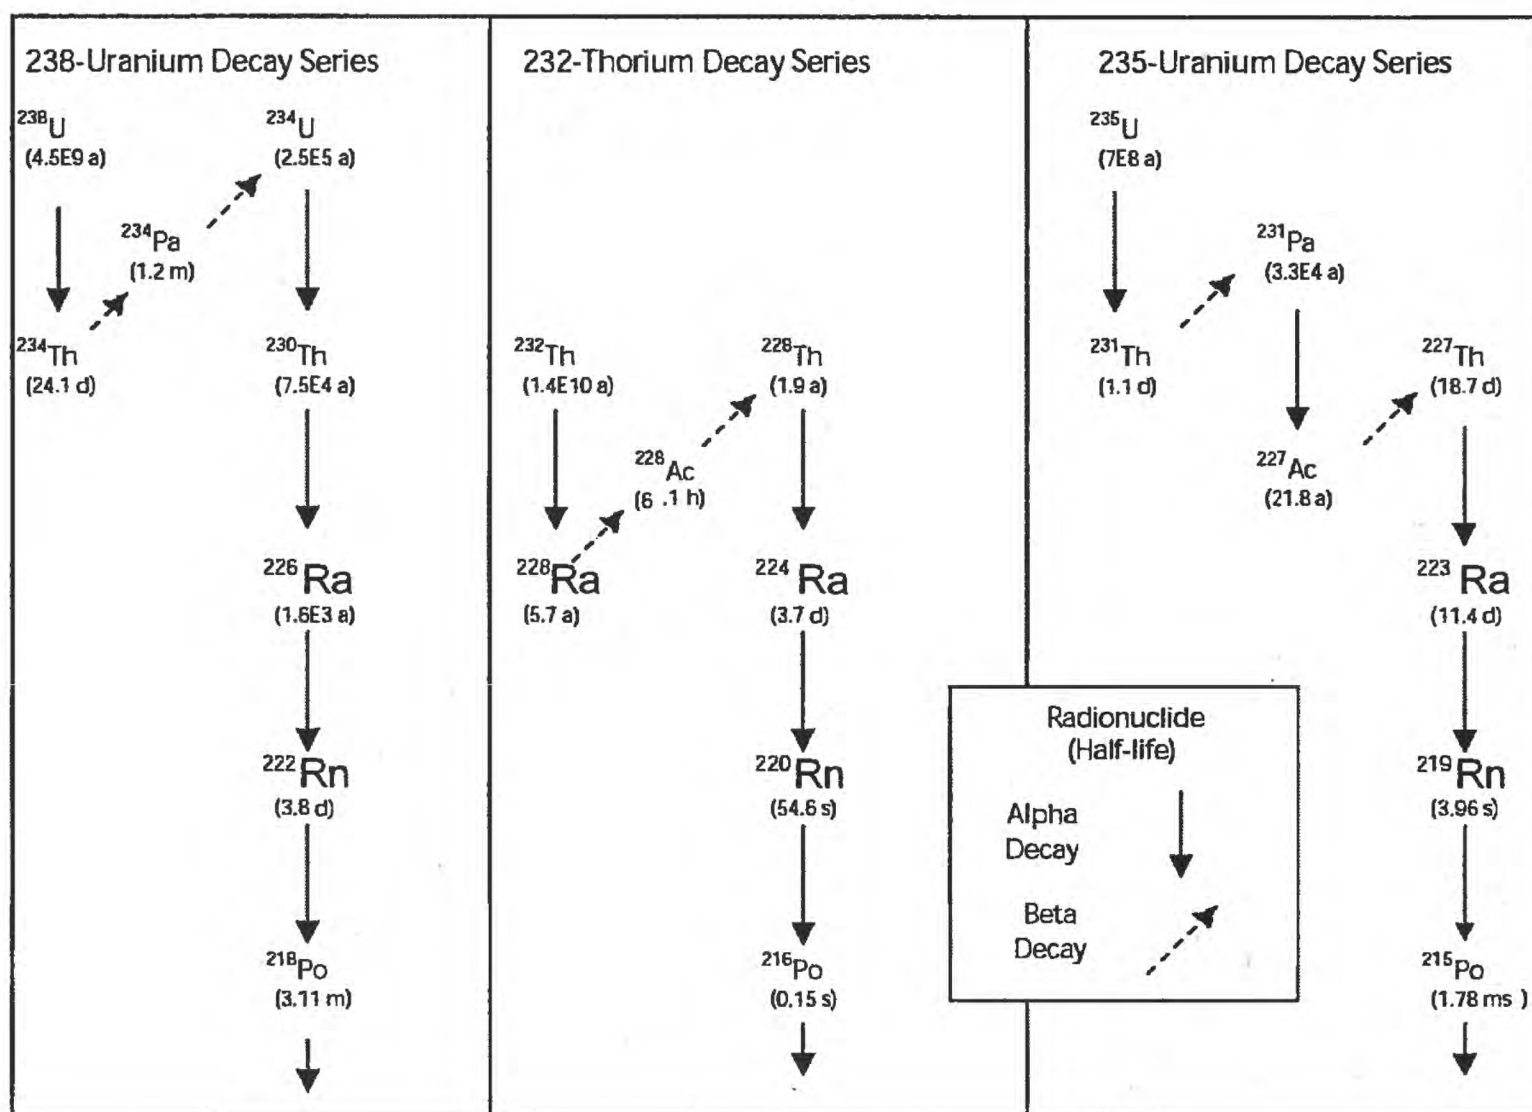 238-Uranium Decay Series
²³⁸U
(4.5E9 a)
²³⁴U
(2.5E5 a)
²³⁴Pa
(1.2 m)
²³⁴Th
(24.1 d)
²³⁰Th
(7.5E4 a)
²²⁶Ra
(1.6E3 a)
²²²Rn
(3.8 d)
²¹⁸Po
(3.11 m)
232-Thorium Decay Series
²³²Th
(1.4E10 a)
²²⁸Th
(1.9 a)
²²⁸Ac
(6 .1 h)
²²⁸Ra
(5.7 a)
²²⁴Ra
(3.7 d)
²²⁰Rn
(54.6 s)
²¹⁶Po
(0.15 s)
235-Uranium Decay Series
²³⁵U
(7E8 a)
²³¹Pa
(3.3E4 a)
²³¹Th
(1.1 d)
²²⁷Th
(18.7 d)
²²⁷Ac
(21.8 a)
²²³Ra
(11.4 d)
²¹⁹Rn
(3.96 s)
²¹⁵Po
(1.78 ms )
Radionuclide
(Half-life)
Alpha
Decay
Beta
Decay